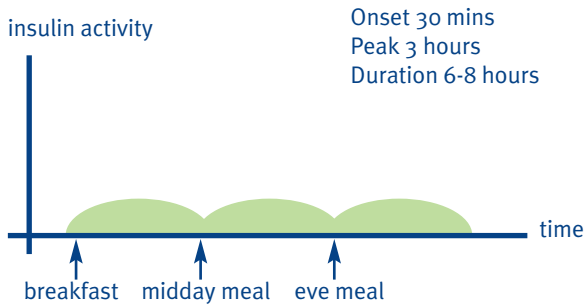 insulin activity
Onset 30 mins
Peak 3 hours
Duration 6-8 hours
time
breakfast
midday meal
eve meal